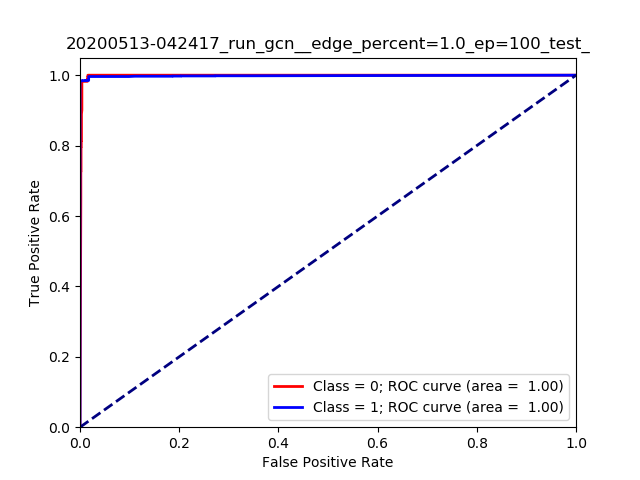 20200513-042417_run_gcn__edge_percent=1.0_ep=100_test_
1.0
0.8
0.6
0.4
0.2
0.0
True Positive Rate
0.0 0.2 0.4 0.6 0.8 1.0
False Positive Rate
Class = 0; ROC curve (area =  1.00)
Class = 1; ROC curve (area =  1.00)